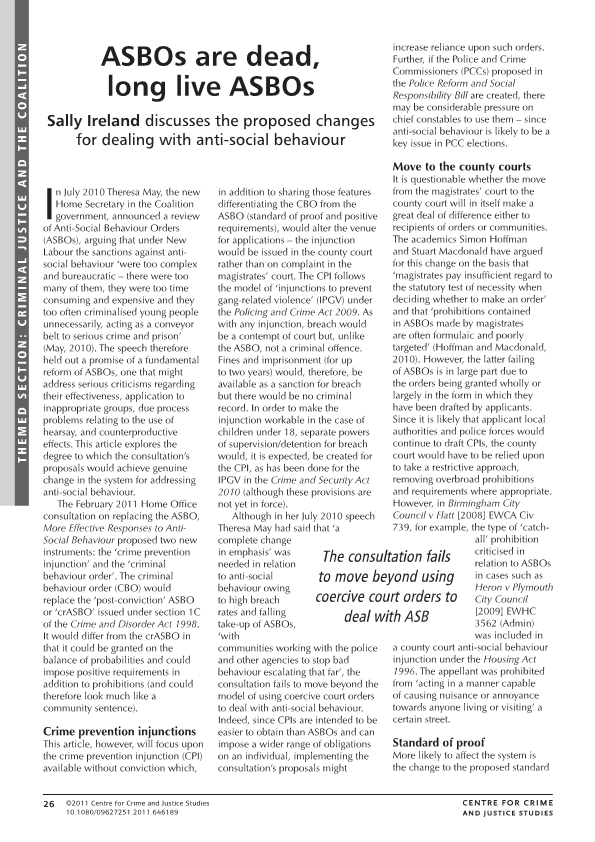 THEMED SECTION: CRIMINAL JUSTICE AND THE COALITION
ASBOs are dead,
long live ASBOs
Sally Ireland discusses the proposed changes
for dealing with anti-social behaviour
In July 2010 Theresa May, the new
Home Secretary in the Coalition
government, announced a review
of Anti-Social Behaviour Orders
(ASBOs), arguing that under New
Labour the sanctions against anti-
social behaviour ‘were too complex
and bureaucratic – there were too
many of them, they were too time
consuming and expensive and they
too often criminalised young people
unnecessarily, acting as a conveyor
belt to serious crime and prison’
(May, 2010). The speech therefore
held out a promise of a fundamental
reform of ASBOs, one that might
address serious criticisms regarding
their effectiveness, application to
inappropriate groups, due process
problems relating to the use of
hearsay, and counterproductive
effects. This article explores the
degree to which the consultation’s
proposals would achieve genuine
change in the system for addressing
anti-social behaviour.
The February 2011 Home Office
consultation on replacing the ASBO,
More Effective Responses to Anti-
Social Behaviour proposed two new
instruments: the ‘crime prevention
injunction’ and the ‘criminal
behaviour order’. The criminal
behaviour order (CBO) would
replace the ‘post-conviction’ ASBO
or ‘crASBO’ issued under section 1C
of the Crime and Disorder Act 1998.
It would differ from the crASBO in
that it could be granted on the
balance of probabilities and could
impose positive requirements in
addition to prohibitions (and could
therefore look much like a
community sentence).
Crime prevention injunctions
This article, however, will focus upon
the crime prevention injunction (CPI)
available without conviction which,
in addition to sharing those features
differentiating the CBO from the
ASBO (standard of proof and positive
requirements), would alter the venue
for applications – the injunction
would be issued in the county court
rather than on complaint in the
magistrates’ court. The CPI follows
the model of ‘injunctions to prevent
gang-related violence’ (IPGV) under
the Policing and Crime Act 2009. As
with any injunction, breach would
be a contempt of court but, unlike
the ASBO, not a criminal offence.
Fines and imprisonment (for up
to two years) would, therefore, be
available as a sanction for breach
but there would be no criminal
record. In order to make the
injunction workable in the case of
children under 18, separate powers
of supervision/detention for breach
would, it is expected, be created for
the CPI, as has been done for the
IPGV in the Crime and Security Act
2010 (although these provisions are
not yet in force).
Although in her July 2010 speech
Theresa May had said that ‘a
complete change
in emphasis’ was
needed in relation
to anti-social
behaviour owing
to high breach
rates and falling
take-up of ASBOs,
‘with
communities working with the police
and other agencies to stop bad
behaviour escalating that far’, the
consultation fails to move beyond the
model of using coercive court orders
to deal with anti-social behaviour.
Indeed, since CPIs are intended to be
easier to obtain than ASBOs and can
impose a wider range of obligations
on an individual, implementing the
consultation’s proposals might
The consultation fails
to move beyond using
coercive court orders to
deal with ASB
increase reliance upon such orders.
Further, if the Police and Crime
Commissioners (PCCs) proposed in
the Police Reform and Social
Responsibility Bill are created, there
may be considerable pressure on
chief constables to use them – since
anti-social behaviour is likely to be a
key issue in PCC elections.
Move to the county courts
It is questionable whether the move
from the magistrates’ court to the
county court will in itself make a
great deal of difference either to
recipients of orders or communities.
The academics Simon Hoffman
and Stuart Macdonald have argued
for this change on the basis that
‘magistrates pay insufficient regard to
the statutory test of necessity when
deciding whether to make an order’
and that ‘prohibitions contained
in ASBOs made by magistrates
are often formulaic and poorly
targeted’ (Hoffman and Macdonald,
2010). However, the latter failing
of ASBOs is in large part due to
the orders being granted wholly or
largely in the form in which they
have been drafted by applicants.
Since it is likely that applicant local
authorities and police forces would
continue to draft CPIs, the county
court would have to be relied upon
to take a restrictive approach,
removing overbroad prohibitions
and requirements where appropriate.
However, in Birmingham City
Council v Flatt [2008] EWCA Civ
739, for example, the type of ‘catch-
all’ prohibition
criticised in
relation to ASBOs
in cases such as
Heron v Plymouth
City Council
[2009] EWHC
3562 (Admin)
was included in
a county court anti-social behaviour
injunction under the Housing Act
1996. The appellant was prohibited
from ‘acting in a manner capable
of causing nuisance or annoyance
towards anyone living or visiting’ a
certain street.
Standard of proof
More likely to affect the system is
the change to the proposed standard
26 ©2011 Centre for Crime and Justice Studies
10.1080/09627251.2011.646189
CENTRE FOR CRIME
AND JUSTICE STUDIES